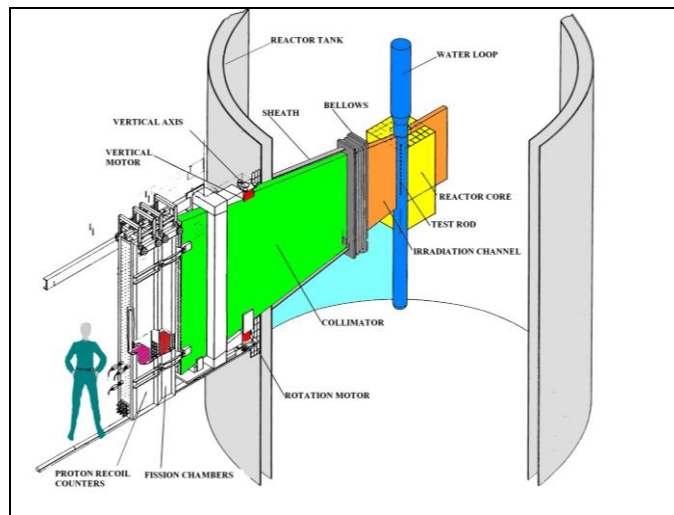 REACTOR TANK
WATER LOOP
BELLOWS
SHEATH
VERTICAL AXIS
VERTICAL
MOTOR
REACTOR CORE
TEST ROD
IRRADIATION CHANNEL
COLLIMATOR
ROTATION MOTOR
PROTON RECOIL
COUNTERS
FISSION CHAMBERS